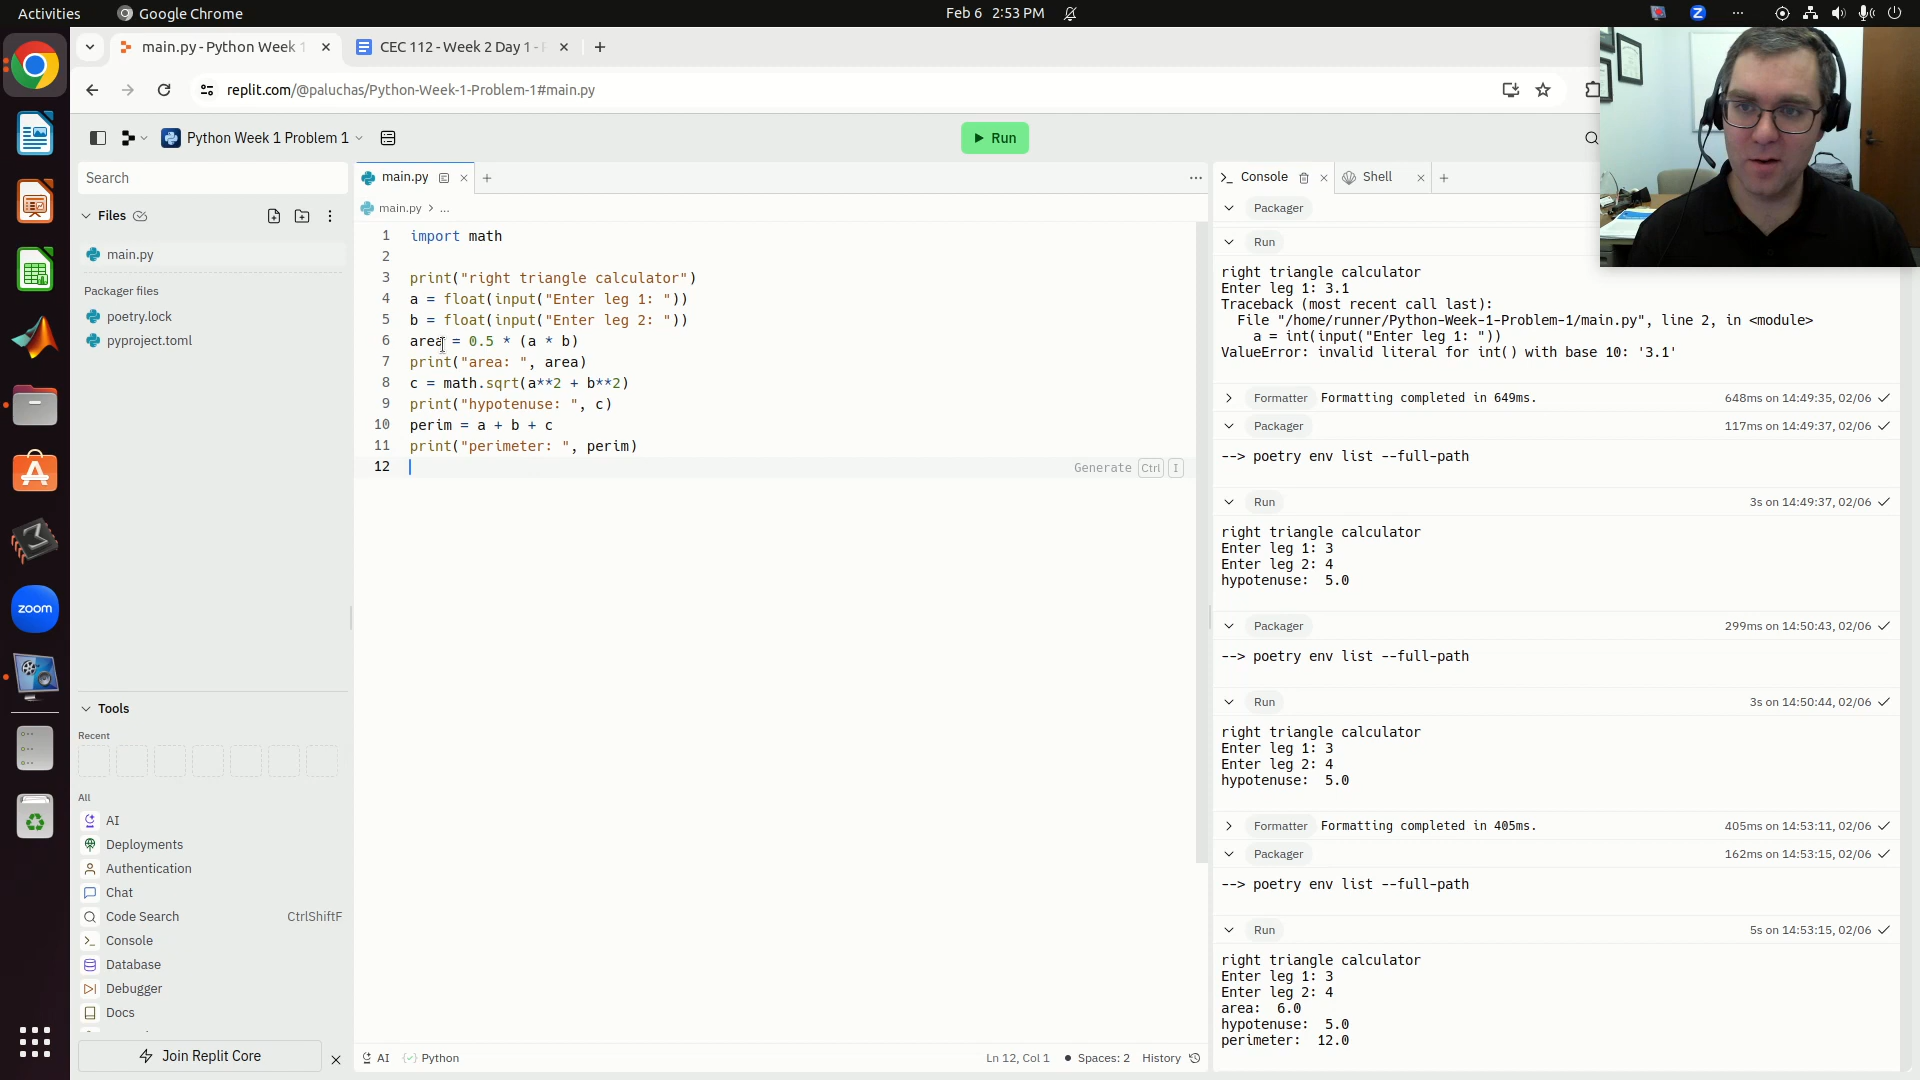 Activities
Google Chrome
Feb 6 2:53 PM
main.py - Python Week 1
CEC 112 - Week 2 Day 1 -
replit.com/@paluchas/Python-Week-1-Problem-1#main.py
Python Week 1 Problem 1
Run
Search
Files
main.py
Packager files
poetry.lock
pyproject.toml
Tools
Recent
All
AI
Deployments
Authentication
Chat
Code Search CtrlShiftF
Console
Database
Debugger
Docs
Join Replit Core
zoom
main.py
main.py > ...
1 import math
2
3 print("right triangle calculator")
4 a = float(input("Enter leg 1: "))
5 b = float(input("Enter leg 2: "))
6 area = 0.5 * (a * b)
7 print("area: ", area)
8 c = math.sqrt(a**2 + b**2)
9 print("hypotenuse: ", c)
10 perim = a + b + c
11 print("perimeter: ", perim)
12
Generate Ctrl I
AI
Python
Ln 12, Col 1
Spaces: 2
History
Console
Shell
Packager
Run
right triangle calculator
Enter leg 1: 3.1
Traceback (most recent call last):
File "/home/runner/Python-Week-1-Problem-1/main.py", line 2, in <module>
a = int(input("Enter leg 1: "))
ValueError: invalid literal for int() with base 10: '3.1'
Formatter Formatting completed in 649ms. 648ms on 14:49:35, 02/06
Packager 117ms on 14:49:37, 02/06
--> poetry env list --full-path
Run 3s on 14:49:37, 02/06
right triangle calculator
Enter leg 1: 3
Enter leg 2: 4
hypotenuse: 5.0
Packager 299ms on 14:50:43, 02/06
--> poetry env list --full-path
Run 3s on 14:50:44, 02/06
right triangle calculator
Enter leg 1: 3
Enter leg 2: 4
hypotenuse: 5.0
Formatter Formatting completed in 405ms. 405ms on 14:53:11, 02/06
Packager 162ms on 14:53:15, 02/06
--> poetry env list --full-path
Run 5s on 14:53:15, 02/06
right triangle calculator
Enter leg 1: 3
Enter leg 2: 4
area: 6.0
hypotenuse: 5.0
perimeter: 12.0